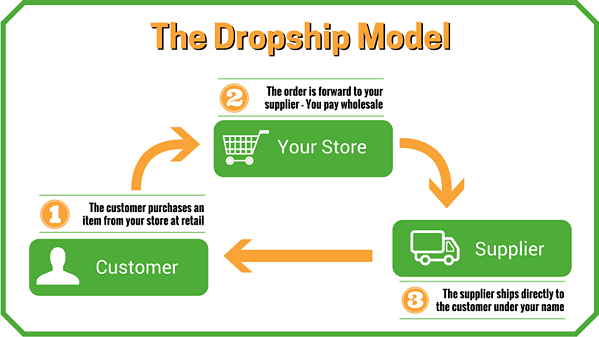 The Dropship Model
2
The order is forward to your
supplier - You pay wholesale
Your Store
1
The customer purchases an
item from your store at retail
Customer
Supplier
3
The supplier ships directly to
the customer under your name